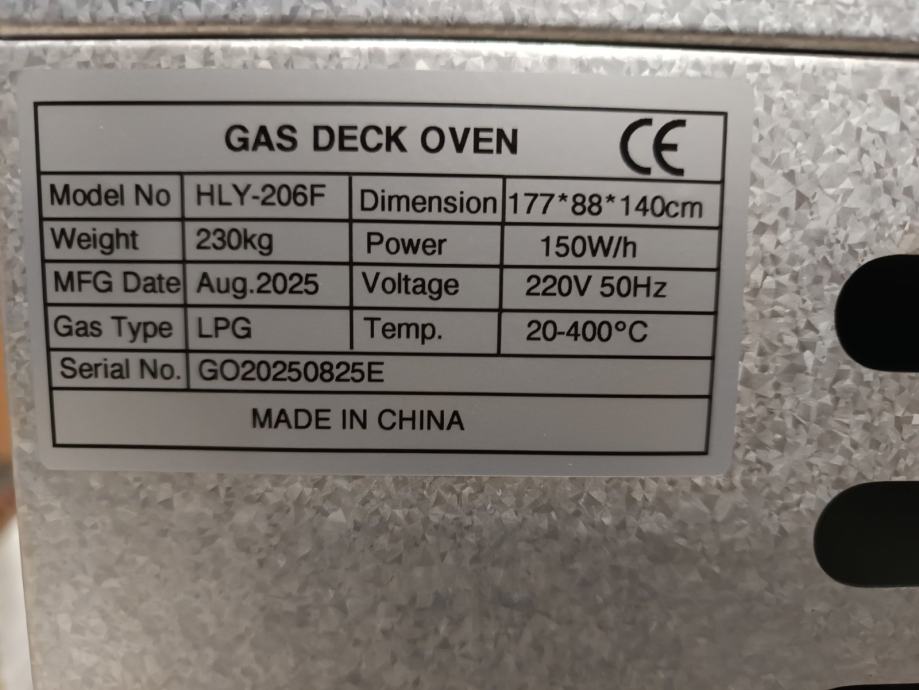 GAS DECK OVEN CE
Model No HLY-206F Dimension 177*88*140cm
Weight 230kg Power 150W/h
MFG Date Aug.2025 Voltage 220V 50Hz
Gas Type LPG Temp. 20-400°C
Serial No. GO20250825E
MADE IN CHINA